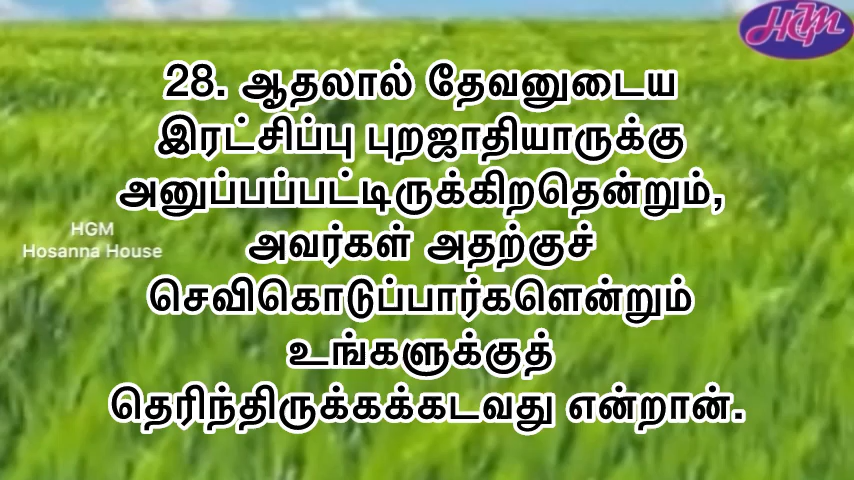 HGM
28. ஆதலால் தேவனுடைய
இரட்சிப்பு புறஜாதியாருக்கு
அனுப்பப்பட்டிருக்கிறதென்றும்,
HGM
Hosanna House
அவர்கள் அதற்குச்
செவிகொடுப்பார்களென்றும்
உங்களுக்குத்
தெரிந்திருக்கக்கடவது என்றான்.